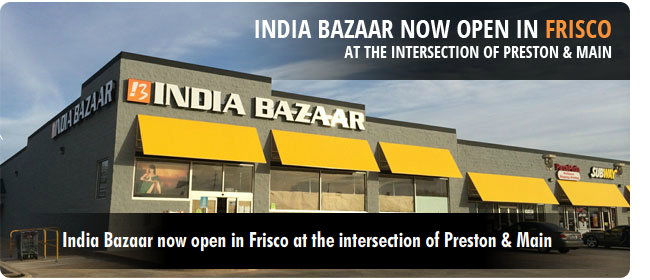 INDIA BAZAAR NOW OPEN IN FRISCO
AT THE INTERSECTION OF PRESTON & MAIN
INDIA BAZAAR
INDIA BAZAAR
SUBWAY
India Bazaar now open in Frisco at the intersection of Preston & Main